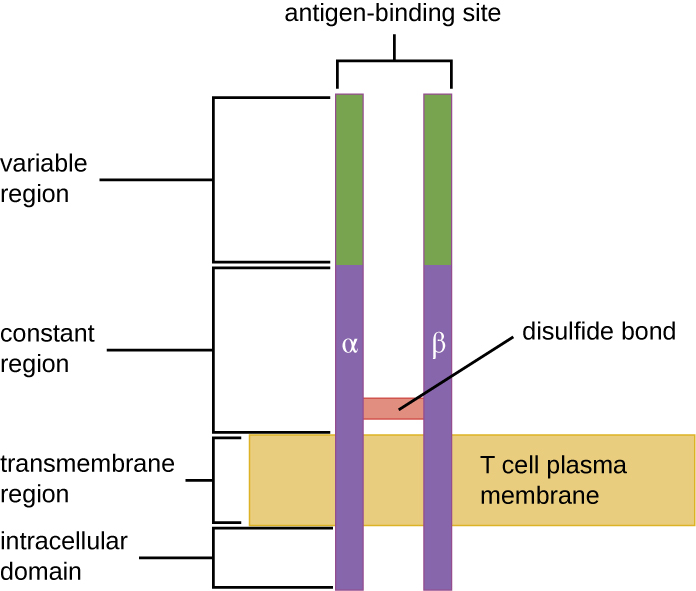 antigen-binding site
variable
region
constant
region
α
β
disulfide bond
transmembrane
region
T cell plasma
membrane
intracellular
domain